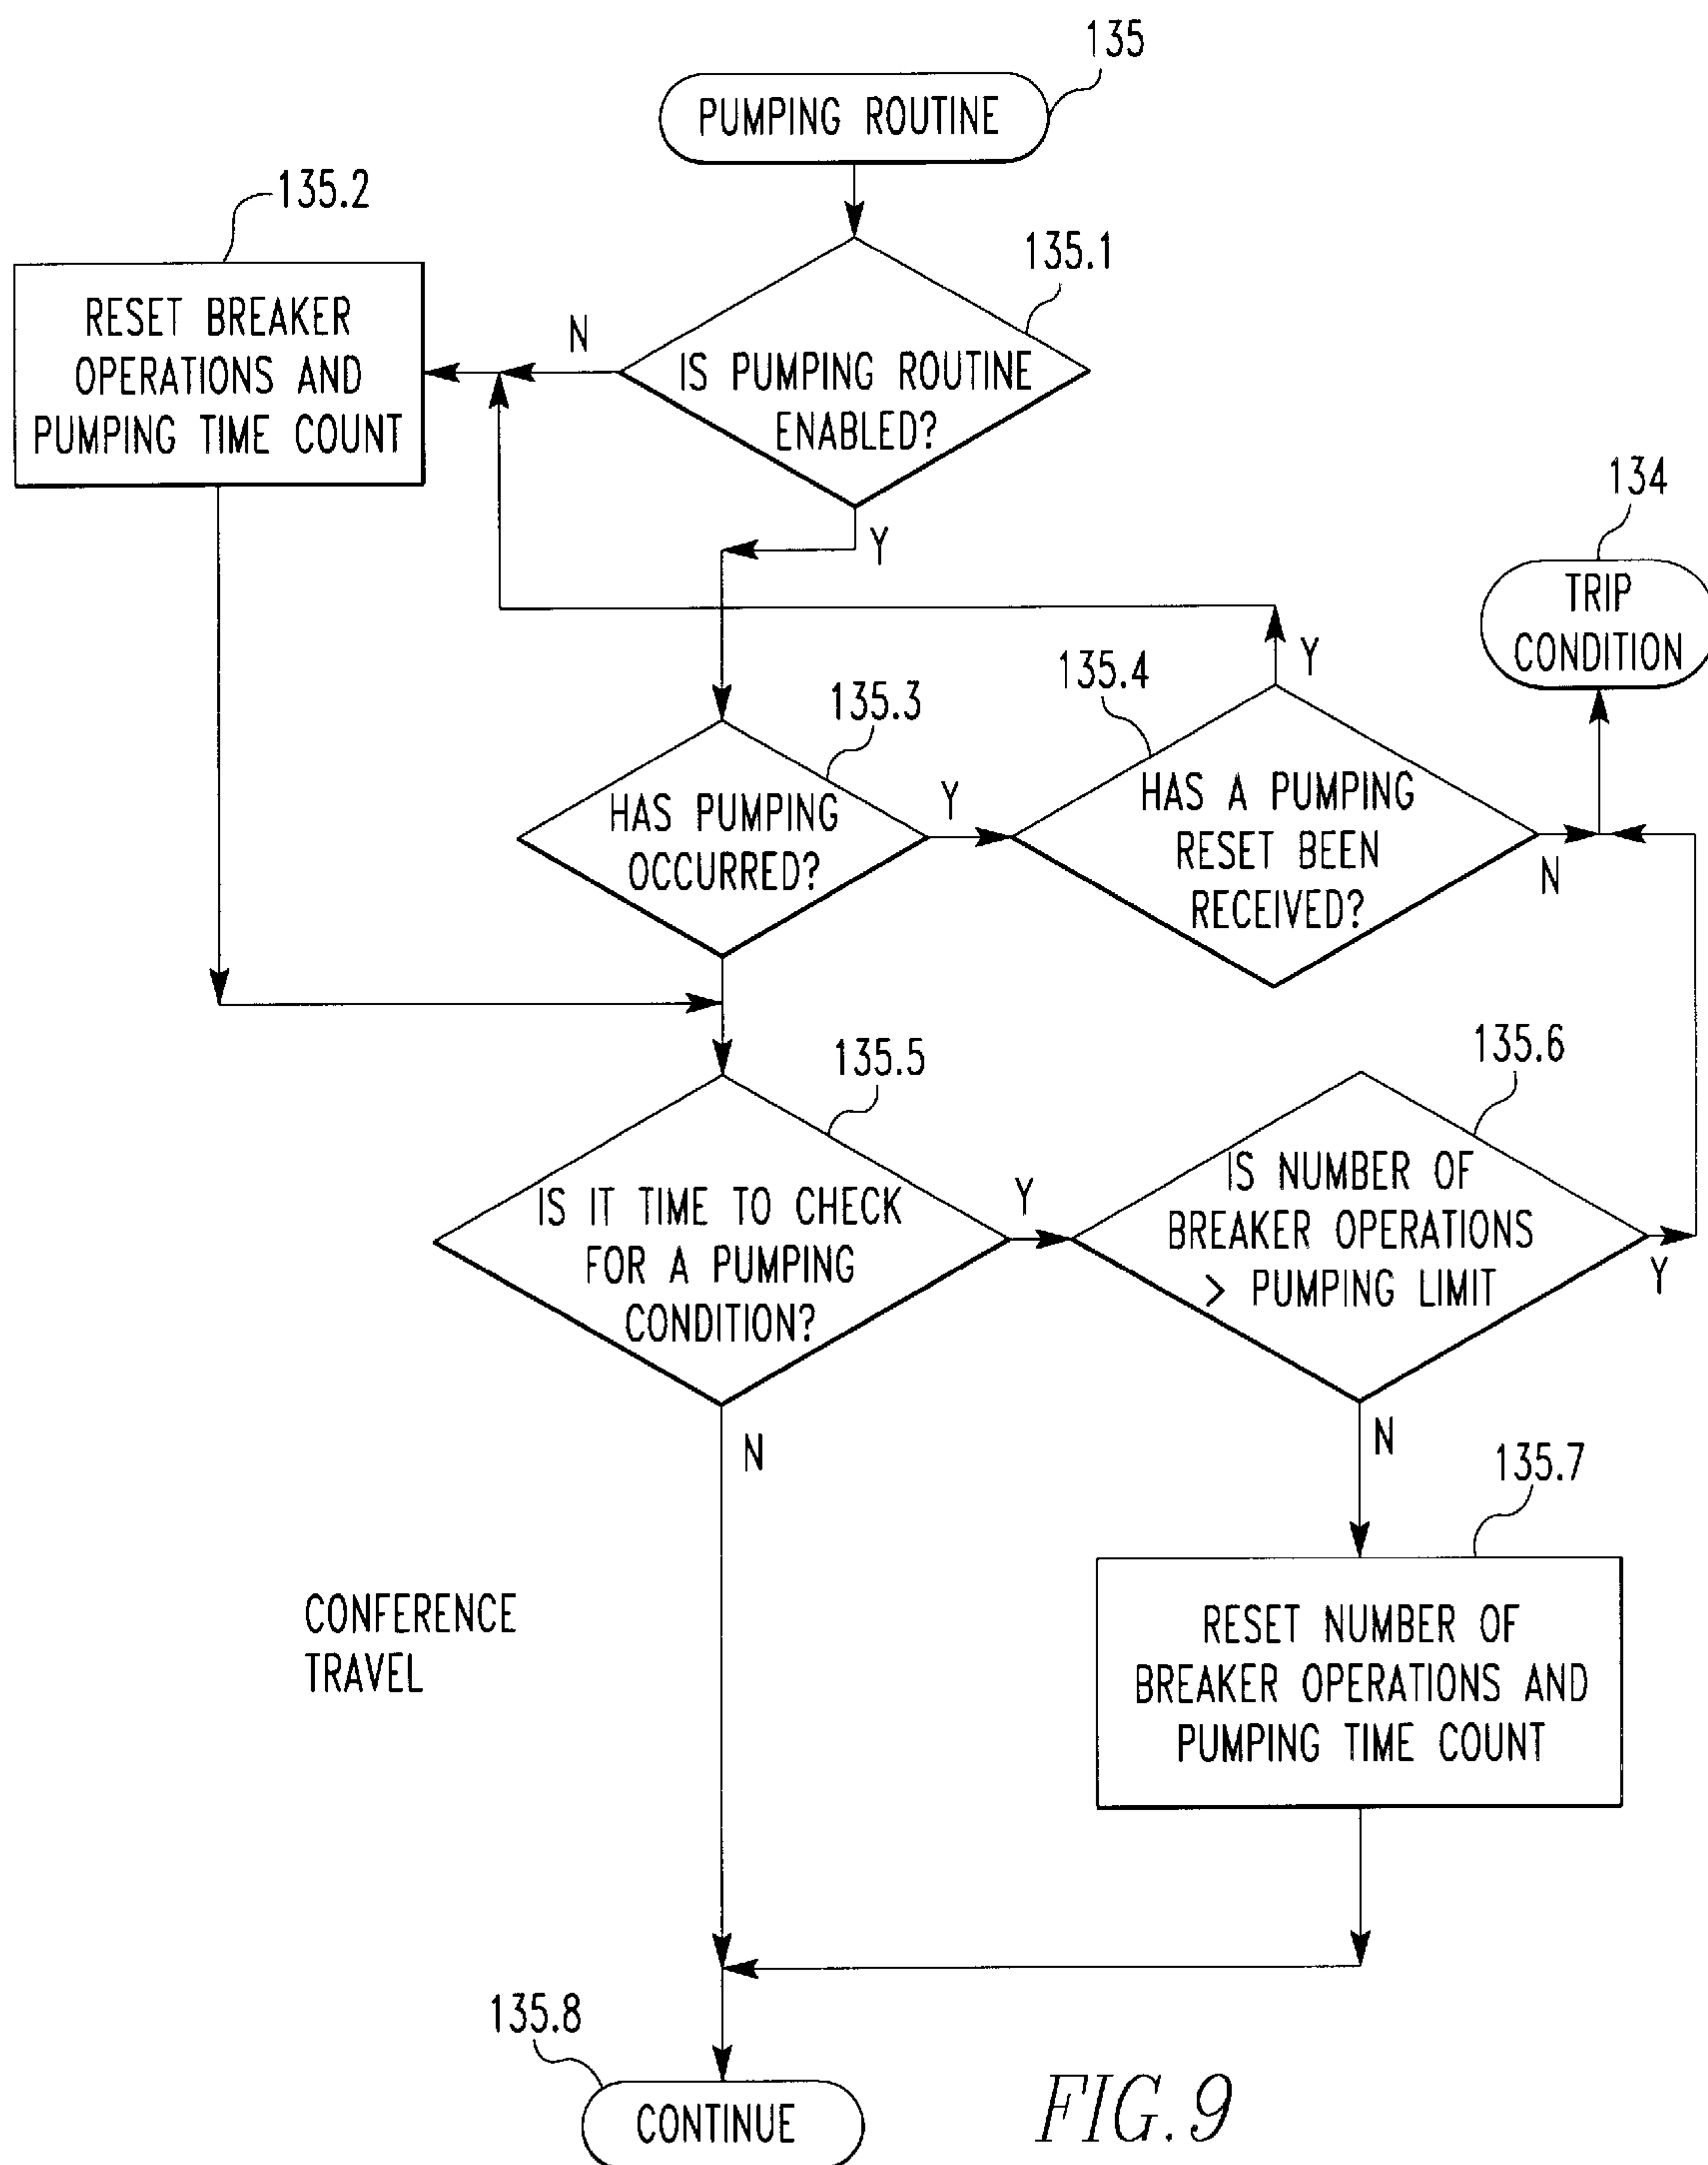 135
PUMPING ROUTINE
135.2
135.1
RESET BREAKER
OPERATIONS AND
PUMPING TIME COUNT
N
IS PUMPING ROUTINE
ENABLED?
Y
134
TRIP
CONDITION
135.4
Y
135.3
HAS PUMPING
OCCURRED?
Y
HAS A PUMPING
RESET BEEN
RECEIVED?
N
135.5
135.6
IS IT TIME TO CHECK
FOR A PUMPING
CONDITION?
Y
IS NUMBER OF
BREAKER OPERATIONS
> PUMPING LIMIT
Y
N
N
135.7
CONFERENCE
TRAVEL
RESET NUMBER OF
BREAKER OPERATIONS AND
PUMPING TIME COUNT
135.8
CONTINUE
FIG. 9